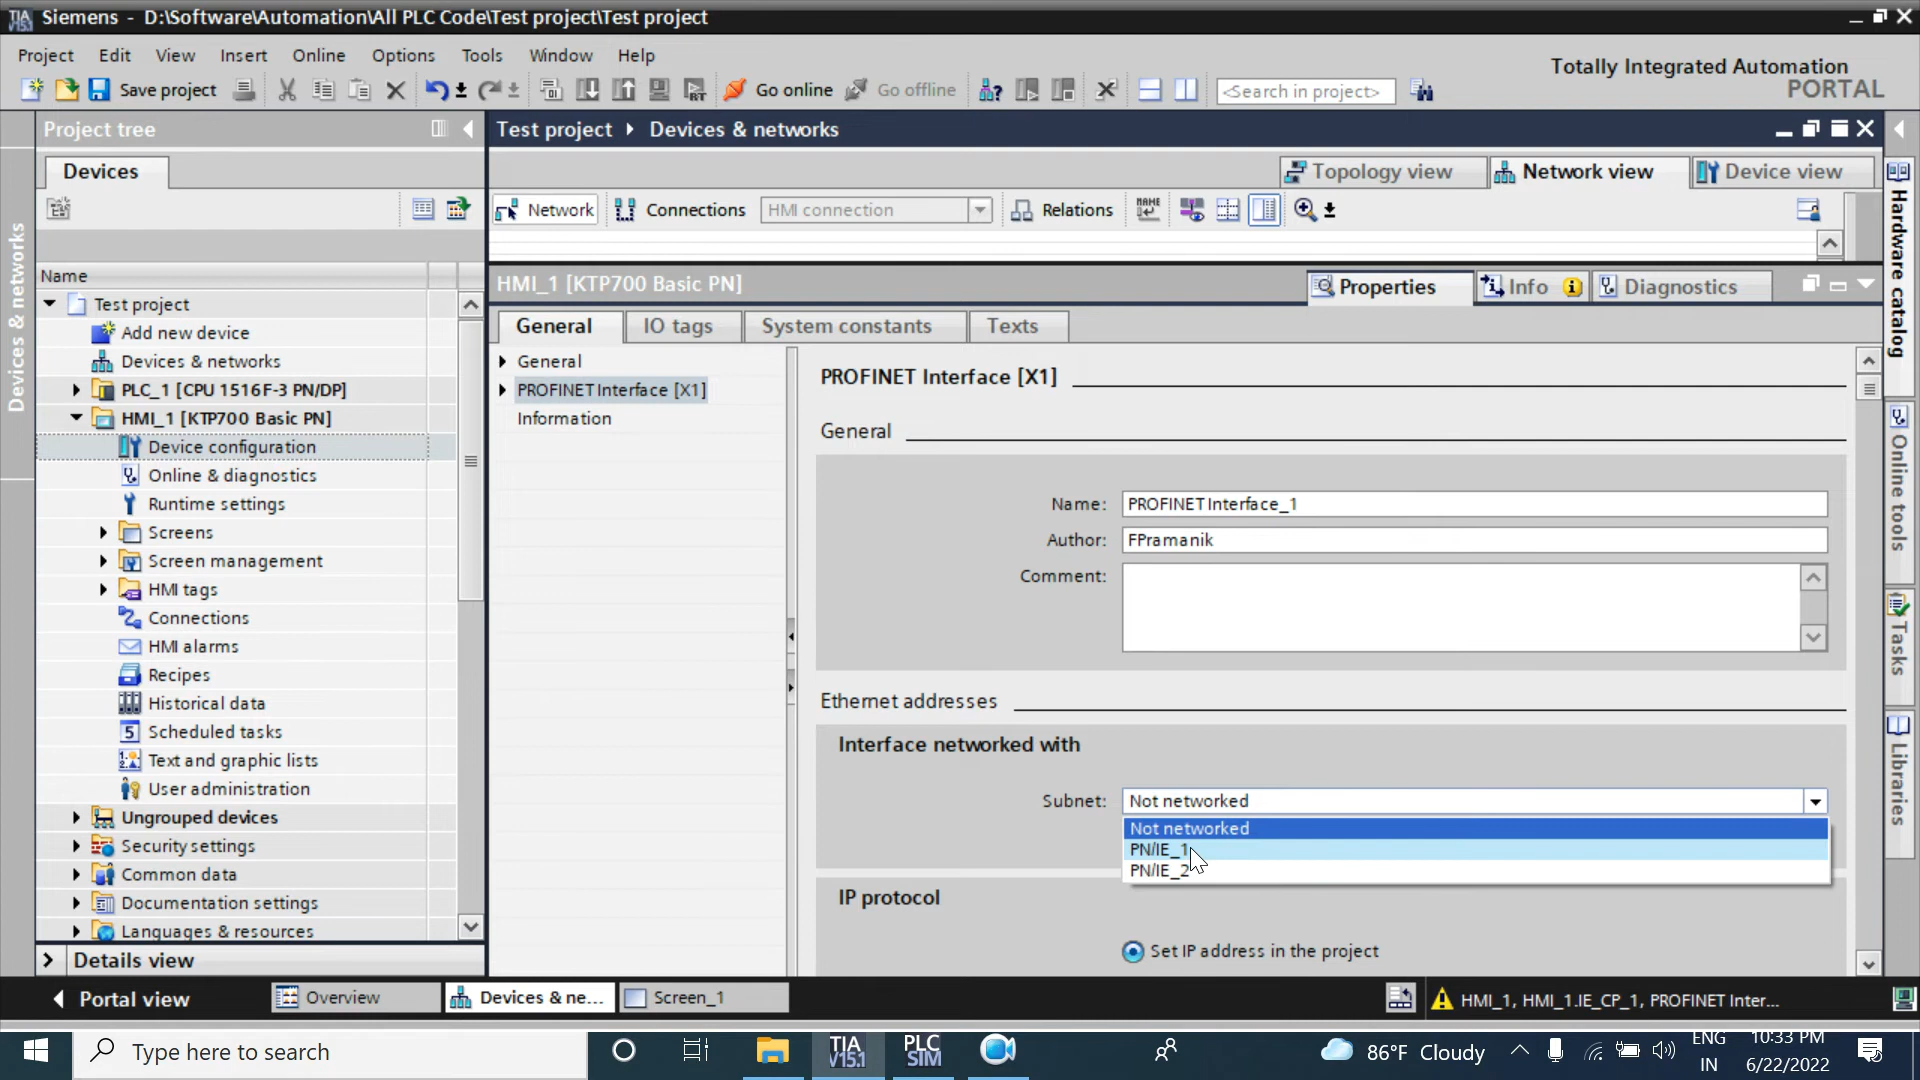 Siemens - D:\Software\Automation\All PLC Code\Test project\Test project
Project Edit View Insert Online Options Tools Window Help
Totally Integrated Automation
PORTAL
Save project
Go online
Go offline
<Search in project>
Project tree
Test project
Devices & networks
Devices
Topology view
Network view
Device view
Network
Connections
HMI connection
Relations
Devices & networks
Name
Test project
Add new device
Devices & networks
PLC_1 [CPU 1516F-3 PN/DP]
HMI_1 [KTP700 Basic PN]
Device configuration
Online & diagnostics
Runtime settings
Screens
Screen management
HMI tags
Connections
HMI alarms
Recipes
Historical data
Scheduled tasks
Text and graphic lists
User administration
Ungrouped devices
Security settings
Common data
Documentation settings
Languages & resources
Details view
HMI_1 [KTP700 Basic PN]
Properties
Info
Diagnostics
General
IO tags
System constants
Texts
General
PROFINET Interface [X1]
Information
PROFINET Interface [X1]
General
Name: PROFINET Interface_1
Author: FPramanik
Comment:
Ethernet addresses
Interface networked with
Subnet: Not networked
Not networked
PN/IE_1
PN/IE_2
IP protocol
Set IP address in the project
Hardware catalog
Online tools
Tasks
Libraries
Portal view
Overview
Devices & ne...
Screen_1
HMI_1, HMI_1.IE_CP_1, PROFINET Inter...
Type here to search
TIA
V15.1
PLC
SIM
86°F Cloudy
ENG
IN
10:33 PM
6/22/2022